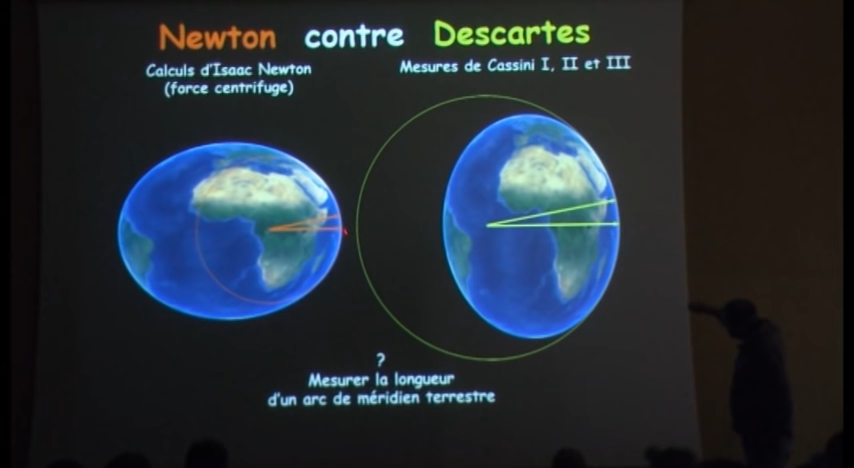 Newton contre Descartes
Calculs d'Isaac Newton
(force centrifuge)
Mesures de Cassini I, II et III
?
Mesurer la longueur
d'un arc de méridien terrestre